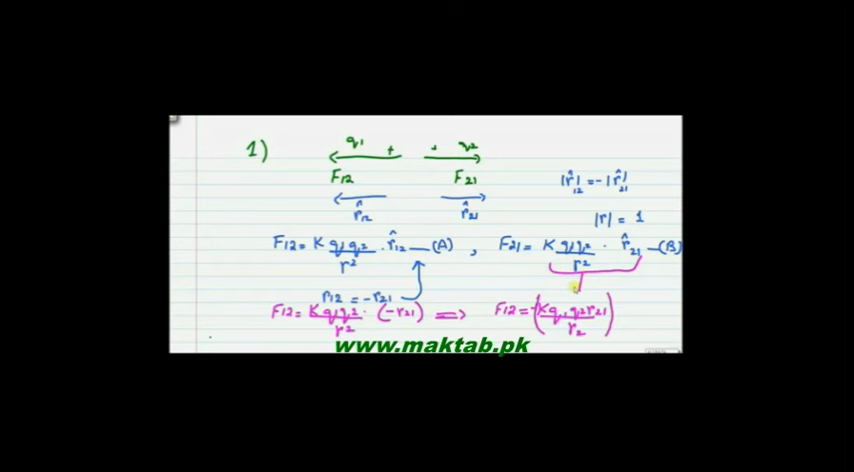 1) q1 + + q2
F12 F21
r̂12 r̂21 |r̂|12 = -|r̂|21
|r| = 1
F12 = K q1q2/r² · r̂12 —(A) , F21 = K q1q2/r² · r̂21 —(B)
r12 = -r21
F12 = K q1q2/r² · (-r21) ⟹ F12 = -(K q1 q2 r21/r2)
www.maktab.pk